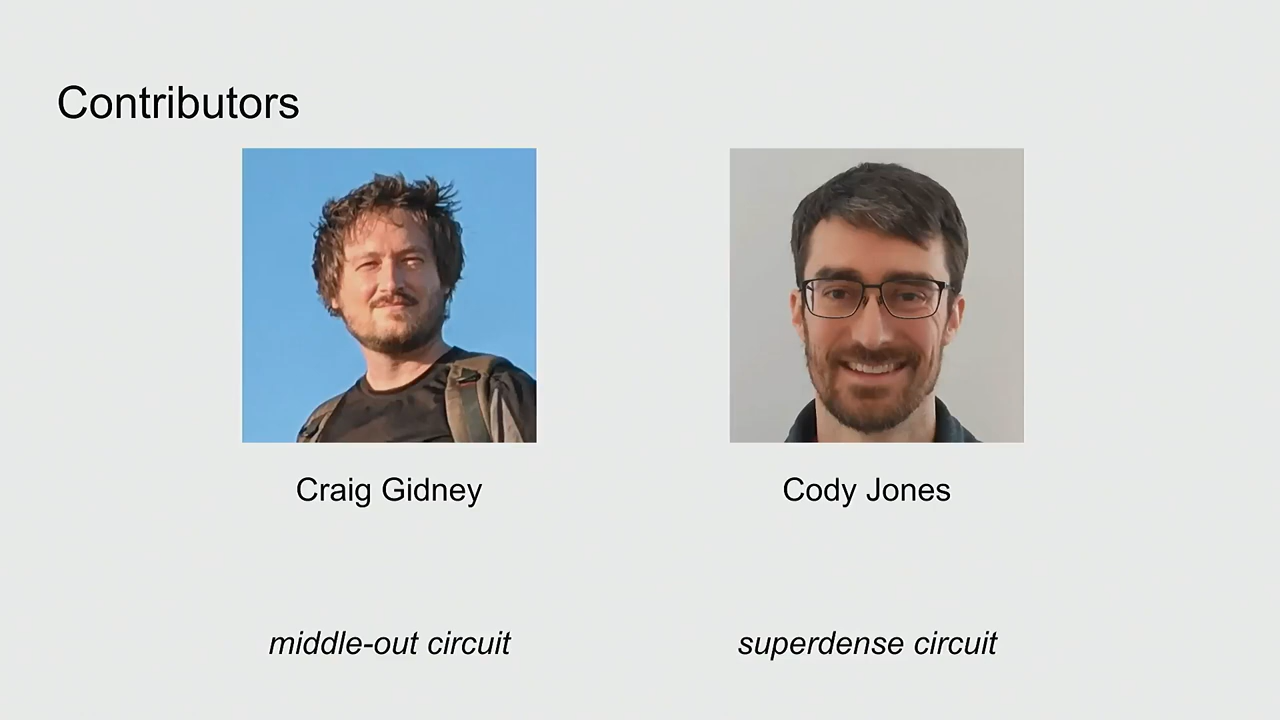 Contributors
Craig Gidney
Cody Jones
middle-out circuit
superdense circuit